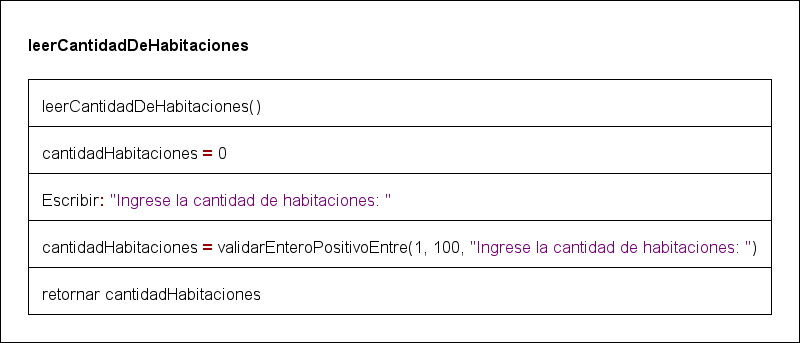 leerCantidadDeHabitaciones
leerCantidadDeHabitaciones()
cantidadHabitaciones = 0
Escribir: "Ingrese la cantidad de habitaciones: "
cantidadHabitaciones = validarEnteroPositivoEntre(1, 100, "Ingrese la cantidad de habitaciones: ")
retornar cantidadHabitaciones